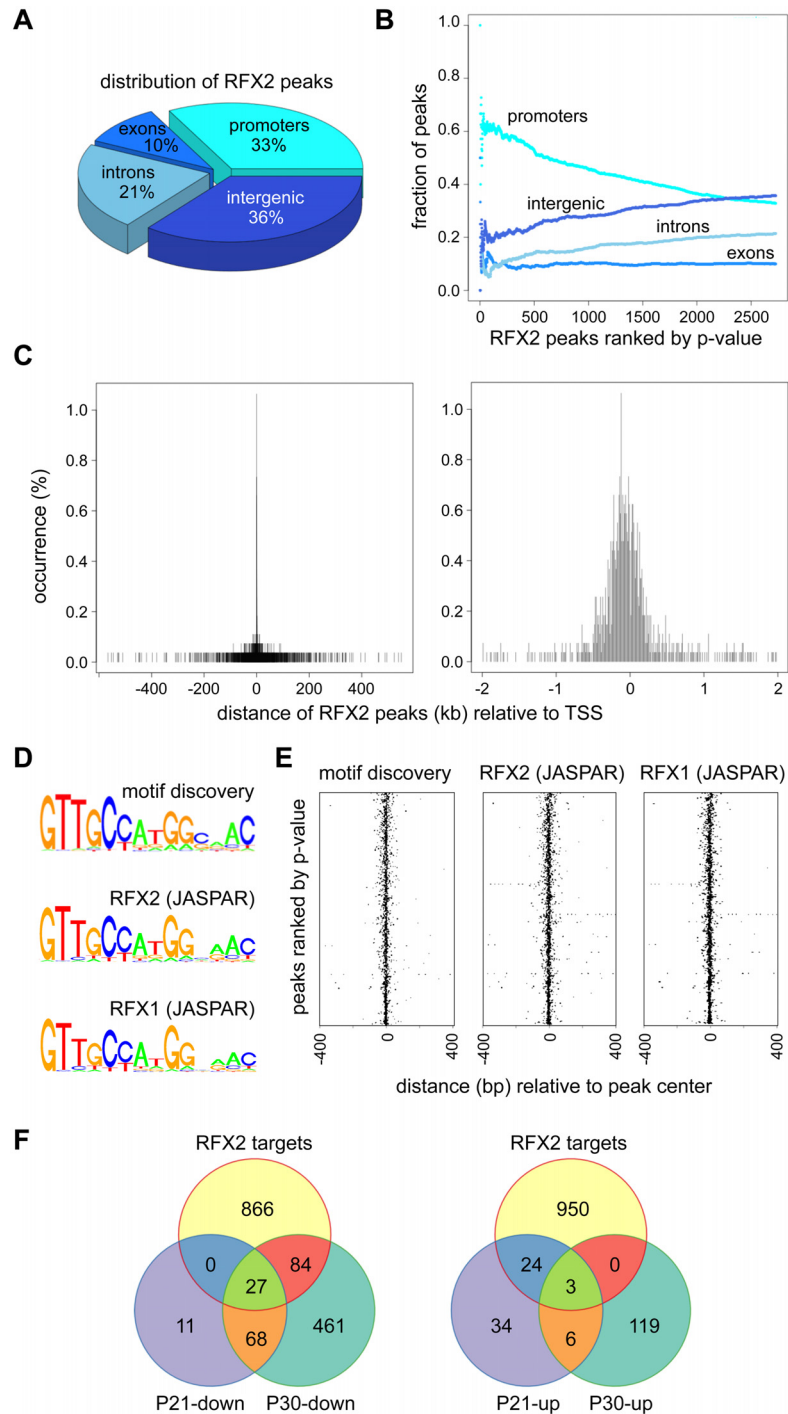 A
distribution of RFX2 peaks
exons
10%
promoters
33%
introns
21%
intergenic
36%
B
fraction of peaks
1.0
0.8
0.6
0.4
0.2
0.0
promoters
intergenic
introns
exons
0 500 1000 1500 2000 2500
RFX2 peaks ranked by p-value
C
occurrence (%)
1.0
0.8
0.6
0.4
0.2
0.0
-400 -200 0 200 400
1.0
0.8
0.6
0.4
0.2
0.0
-2 -1 0 1 2
distance of RFX2 peaks (kb) relative to TSS
D
motif discovery
GTTGCCATGGCAAC
RFX2 (JASPAR)
GTTGCCATGGAAC
RFX1 (JASPAR)
GTTGCCATGGAAC
E
motif discovery RFX2 (JASPAR) RFX1 (JASPAR)
peaks ranked by p-value
-400 0 400 -400 0 400 -400 0 400
distance (bp) relative to peak center
F
RFX2 targets
866
0
84
27
11
68
461
P21-down P30-down
RFX2 targets
950
24
0
3
34
6
119
P21-up P30-up